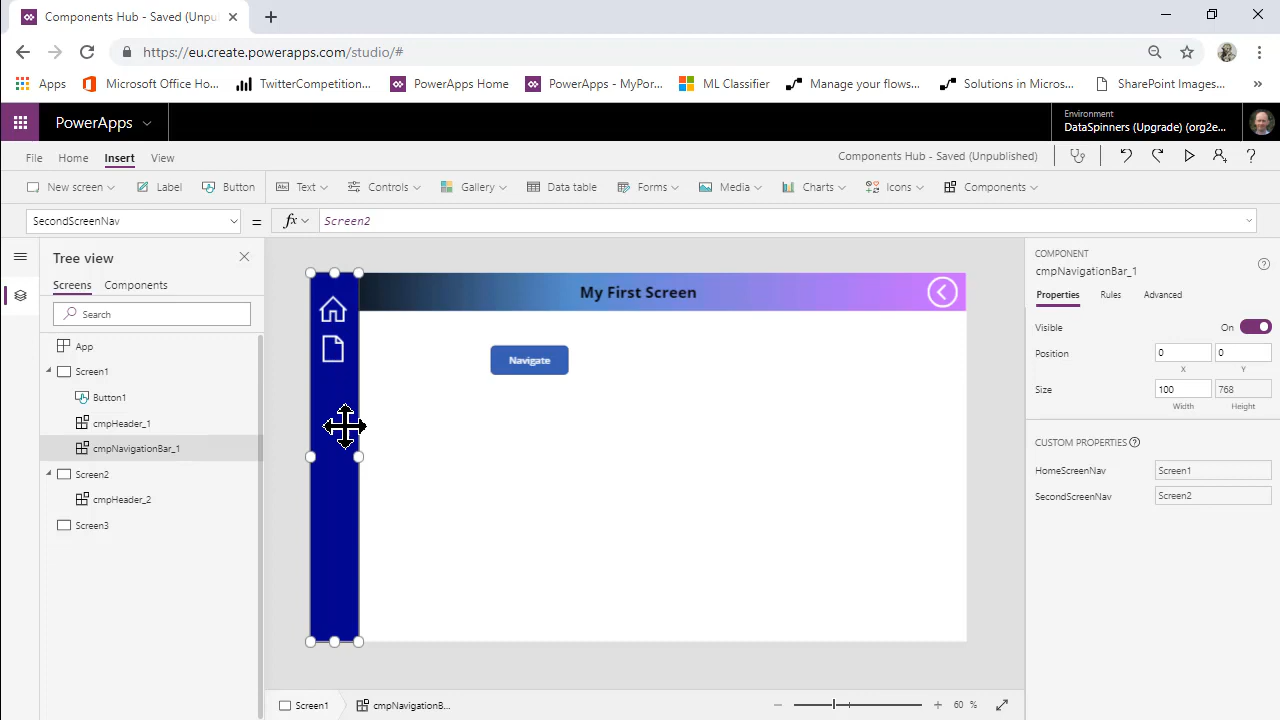 Components Hub - Saved (Unpu
https://eu.create.powerapps.com/studio/#
Apps Microsoft Office Ho... TwitterCompetition... PowerApps Home PowerApps - MyPor... ML Classifier Manage your flows... Solutions in Micros... SharePoint Images... »
PowerApps
Environment
DataSpinners (Upgrade) (org2e...
File Home Insert View
Components Hub - Saved (Unpublished)
New screen Label Button Text Controls Gallery Data table Forms Media Charts Icons Components
SecondScreenNav = fx Screen2
Tree view
Screens Components
Search
App
Screen1
Button1
cmpHeader_1
cmpNavigationBar_1
Screen2
cmpHeader_2
Screen3
My First Screen
Navigate
COMPONENT
cmpNavigationBar_1
Properties Rules Advanced
Visible On
Position 0 0
X Y
Size 100 768
Width Height
CUSTOM PROPERTIES
HomeScreenNav Screen1
SecondScreenNav Screen2
Screen1 cmpNavigationB... 60 %